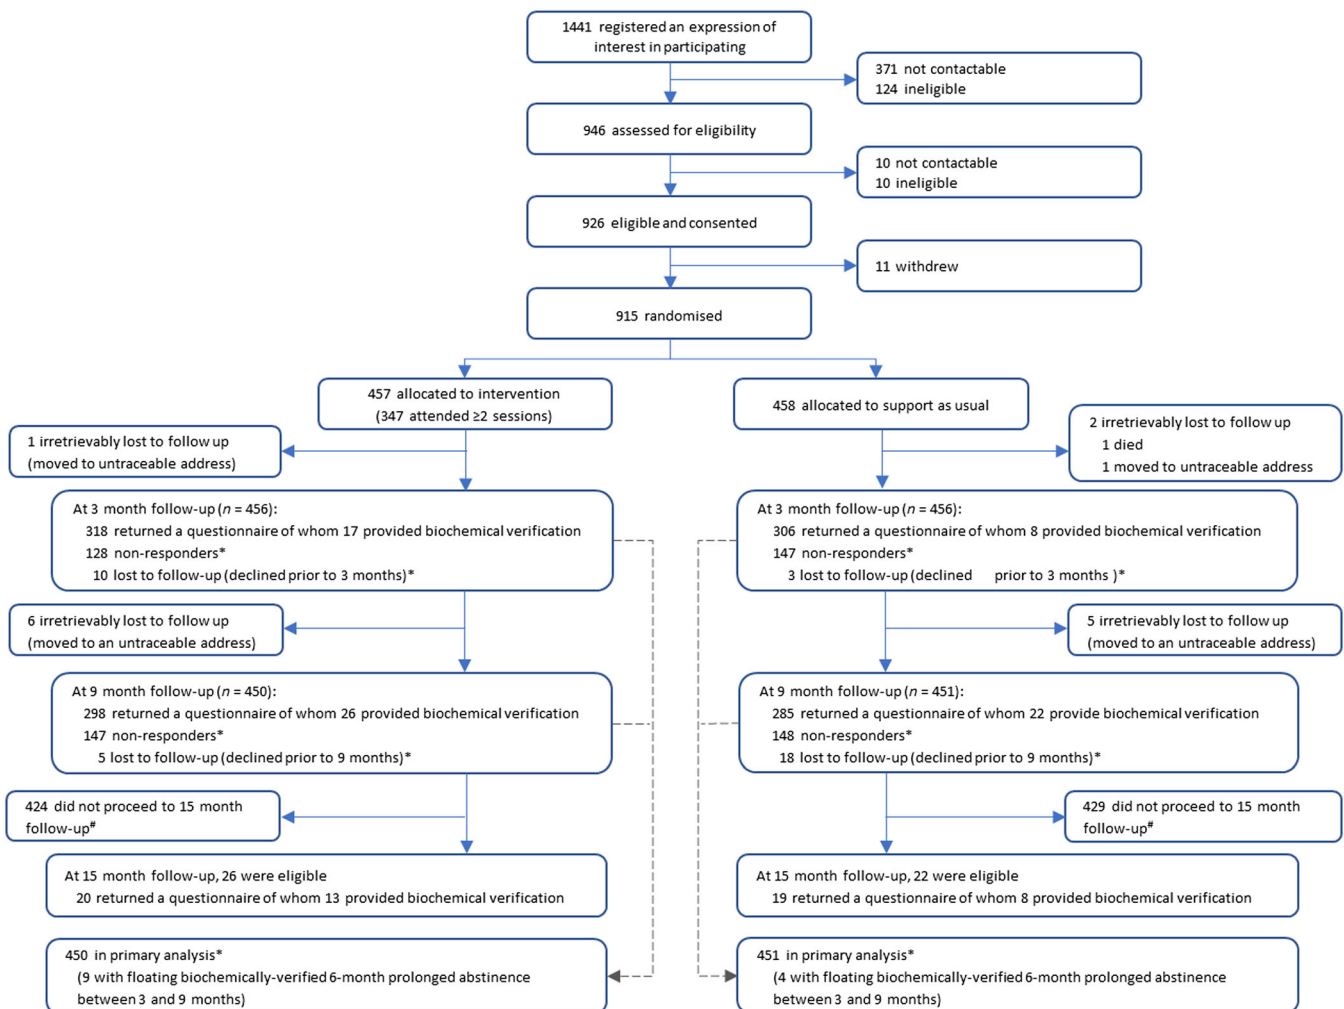 1441 registered an expression of
interest in participating
371 not contactable
124 ineligible
946 assessed for eligibility
10 not contactable
10 ineligible
926 eligible and consented
11 withdrew
915 randomised
457 allocated to intervention
(347 attended ≥2 sessions)
458 allocated to support as usual
1 irretrievably lost to follow up
(moved to untraceable address)
2 irretrievably lost to follow up
1 died
1 moved to untraceable address
At 3 month follow-up (n = 456):
318 returned a questionnaire of whom 17 provided biochemical verification
128 non-responders*
10 lost to follow-up (declined prior to 3 months)*
At 3 month follow-up (n = 456):
306 returned a questionnaire of whom 8 provided biochemical verification
147 non-responders*
3 lost to follow-up (declined prior to 3 months )*
6 irretrievably lost to follow up
(moved to an untraceable address)
5 irretrievably lost to follow up
(moved to an untraceable address)
At 9 month follow-up (n = 450):
298 returned a questionnaire of whom 26 provided biochemical verification
147 non-responders*
5 lost to follow-up (declined prior to 9 months)*
At 9 month follow-up (n = 451):
285 returned a questionnaire of whom 22 provide biochemical verification
148 non-responders*
18 lost to follow-up (declined prior to 9 months)*
424 did not proceed to 15 month
follow-up#
429 did not proceed to 15 month
follow-up#
At 15 month follow-up, 26 were eligible
20 returned a questionnaire of whom 13 provided biochemical verification
At 15 month follow-up, 22 were eligible
19 returned a questionnaire of whom 8 provided biochemical verification
450 in primary analysis*
(9 with floating biochemically-verified 6-month prolonged abstinence
between 3 and 9 months)
451 in primary analysis*
(4 with floating biochemically-verified 6-month prolonged abstinence
between 3 and 9 months)